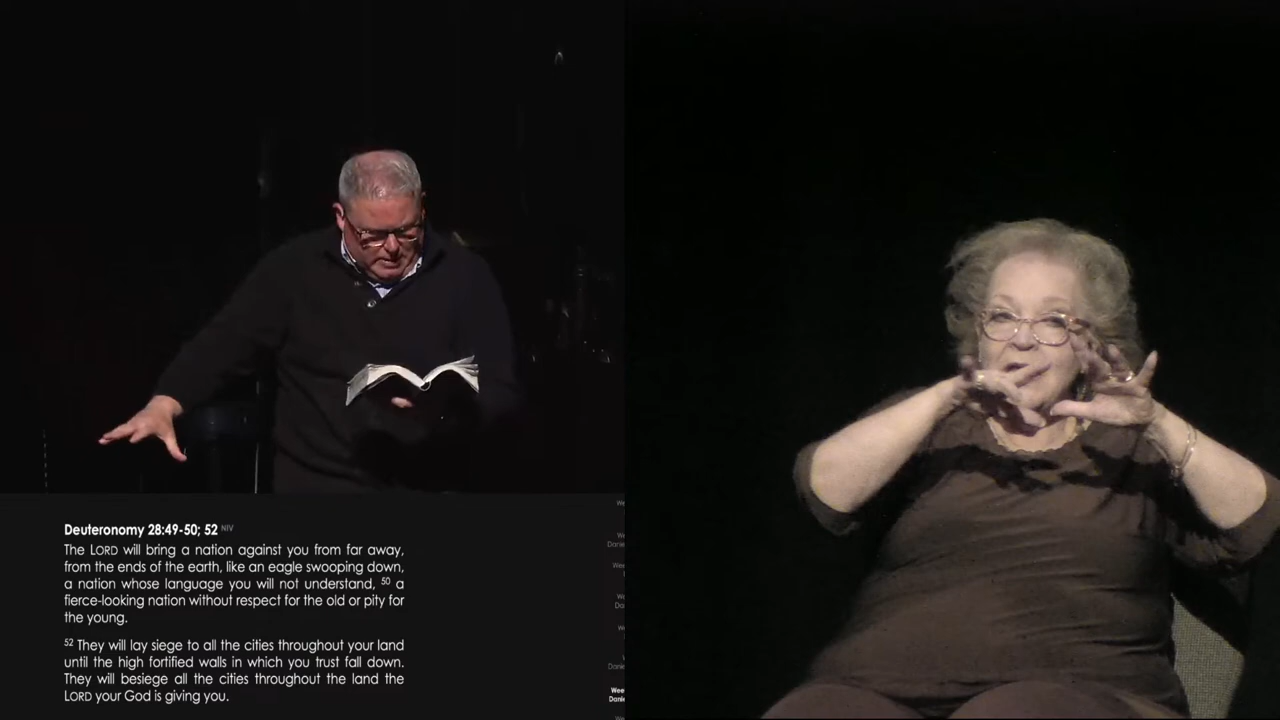 Deuteronomy 28:49-50; 52 NIV
The LORD will bring a nation against you from far away,
from the ends of the earth, like an eagle swooping down,
a nation whose language you will not understand, 50 a
fierce-looking nation without respect for the old or pity for
the young.
52 They will lay siege to all the cities throughout your land
until the high fortified walls in which you trust fall down.
They will besiege all the cities throughout the land the
LORD your God is giving you.